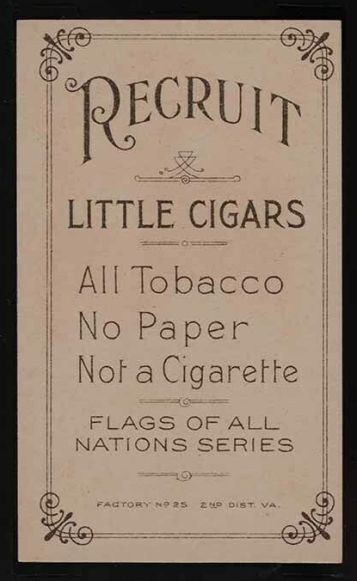 RECRUIT
LITTLE CIGARS
All Tobacco
No Paper
Not a Cigarette
FLAGS OF ALL
NATIONS SERIES
FACTORY Nº 25 2ND DIST. VA.